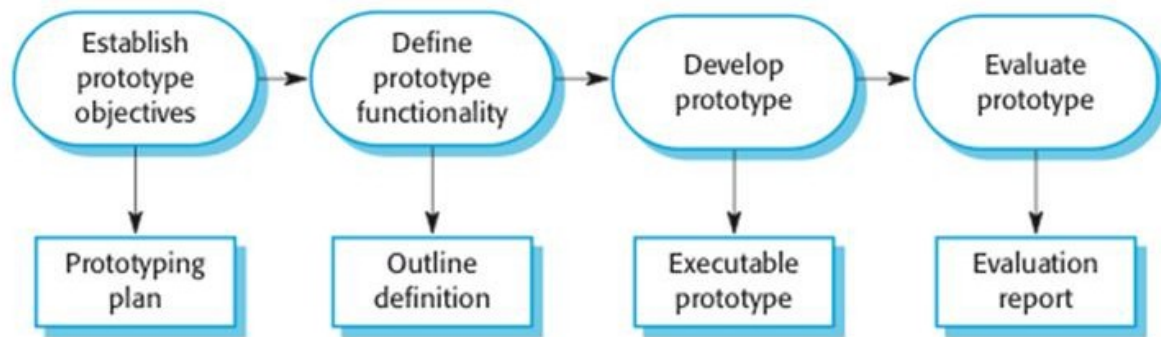 Establish
prototype
objectives
Define
prototype
functionality
Develop
prototype
Evaluate
prototype
Prototyping
plan
Outline
definition
Executable
prototype
Evaluation
report